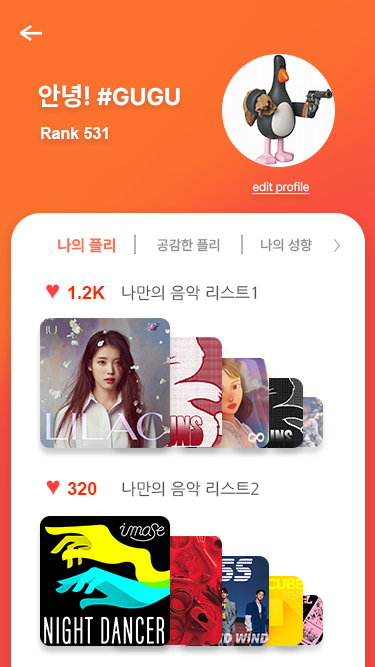 안녕! #GUGU
Rank 531
edit profile
나의 플리
공감한 플리
나의 성향
1.2K 나만의 음악 리스트1
IU
LILAC
UNS
∞
UNS
320 나만의 음악 리스트2
imase
NIGHT DANCER
SS
D WIND
CUBE